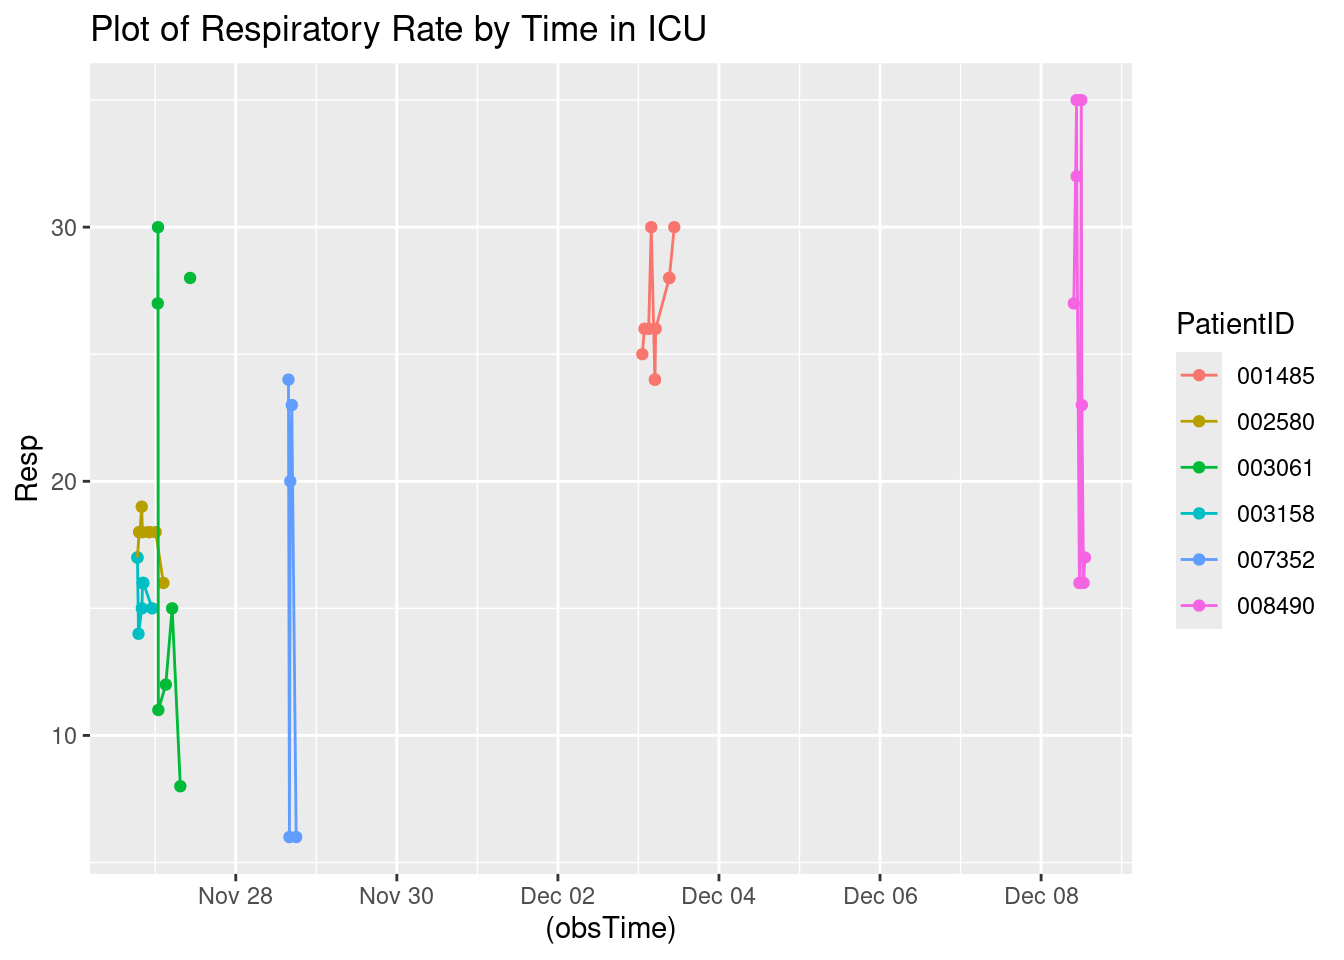 Plot of Respiratory Rate by Time in ICU
Resp
30
20
10
Nov 28
Nov 30
Dec 02
Dec 04
Dec 06
Dec 08
(obsTime)
PatientID
001485
002580
003061
003158
007352
008490